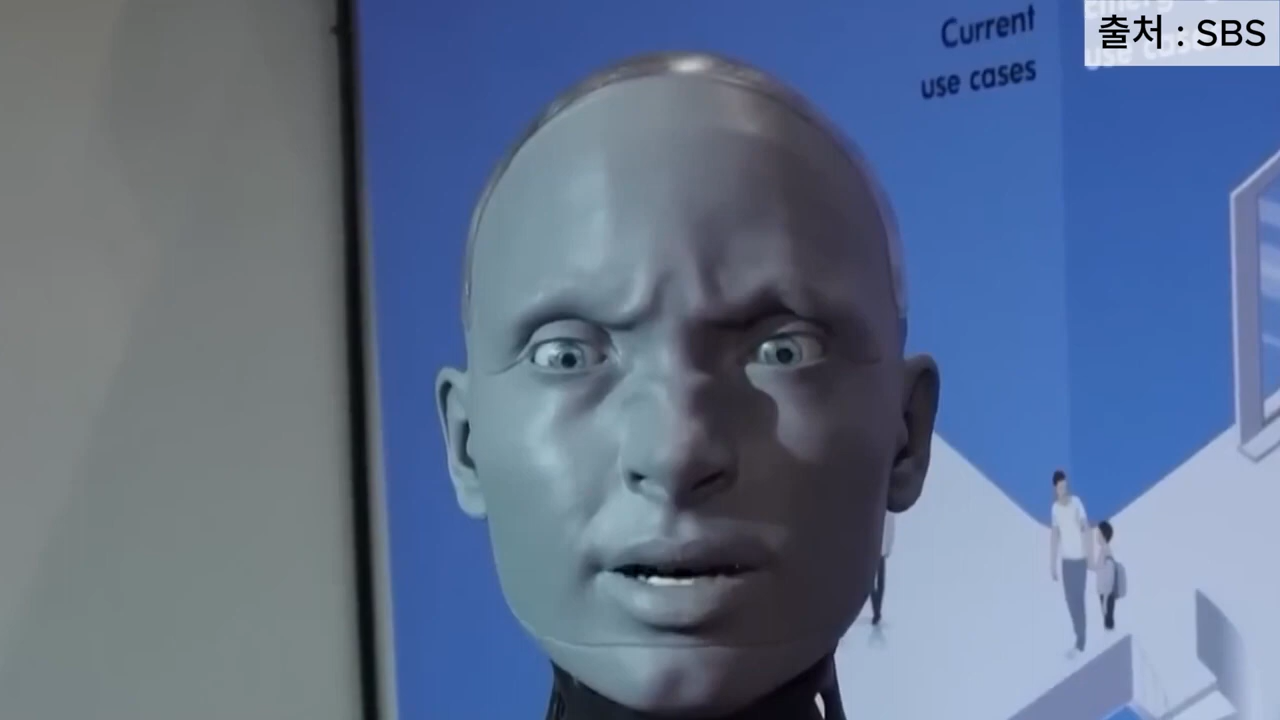 Current
use cases
출처 : SBS